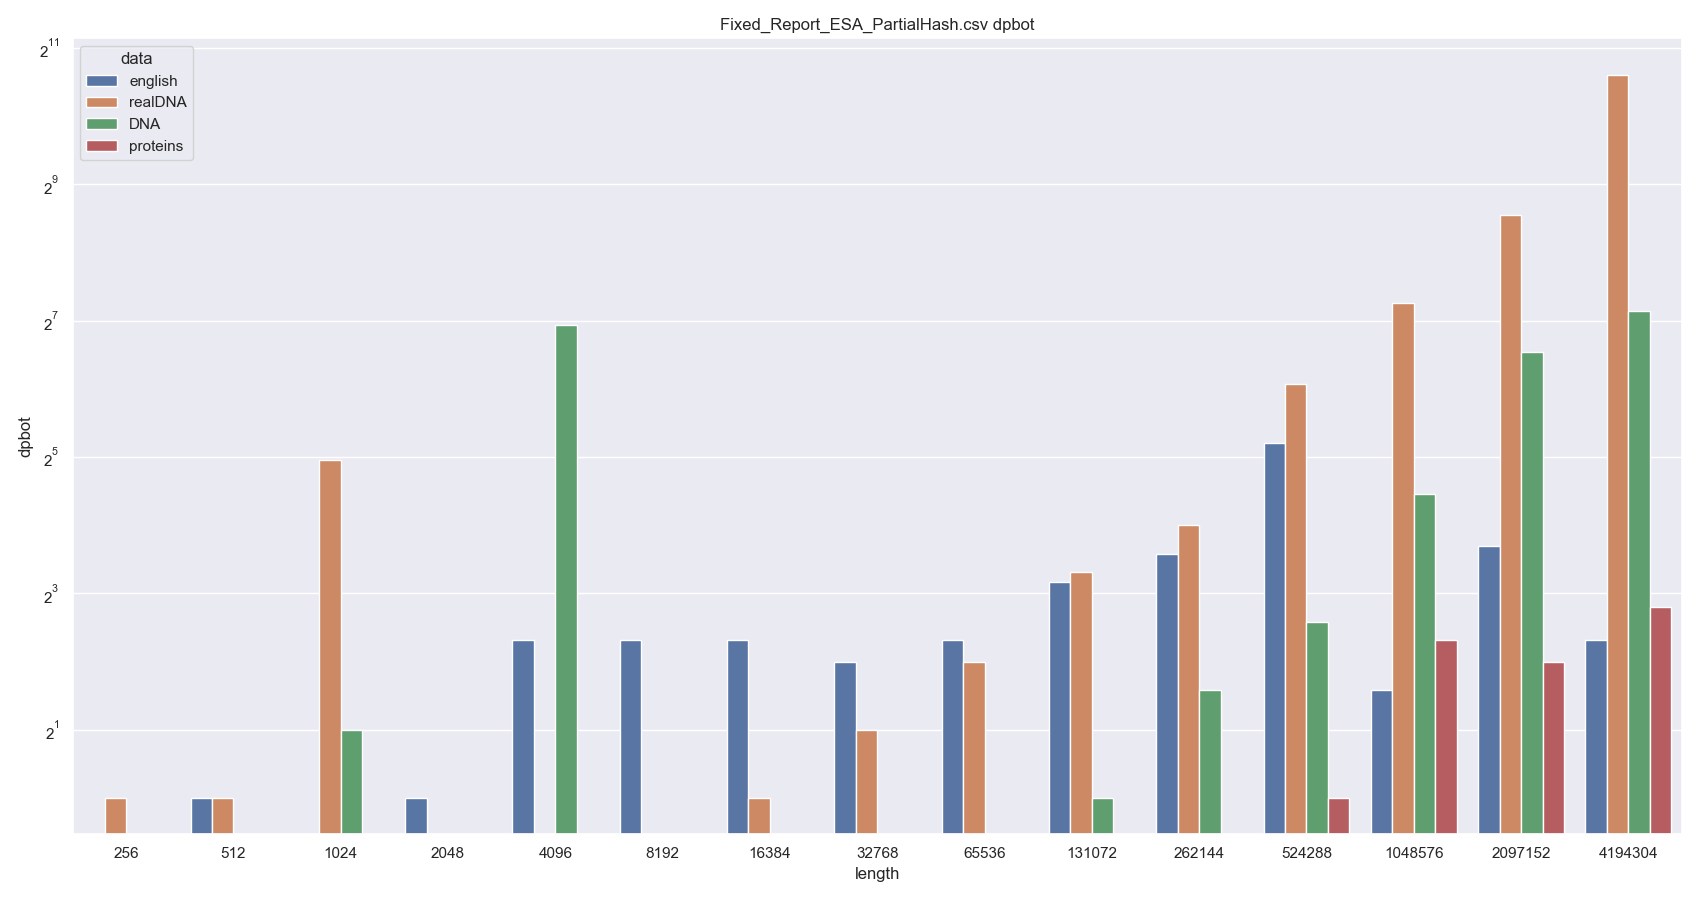 Fixed_Report_ESA_PartialHash.csv dpbot
data
english
realDNA
DNA
proteins
dpbot
2^11
2^9
2^7
2^5
2^3
2^1
256 512 1024 2048 4096 8192 16384 32768 65536 131072 262144 524288 1048576 2097152 4194304
length